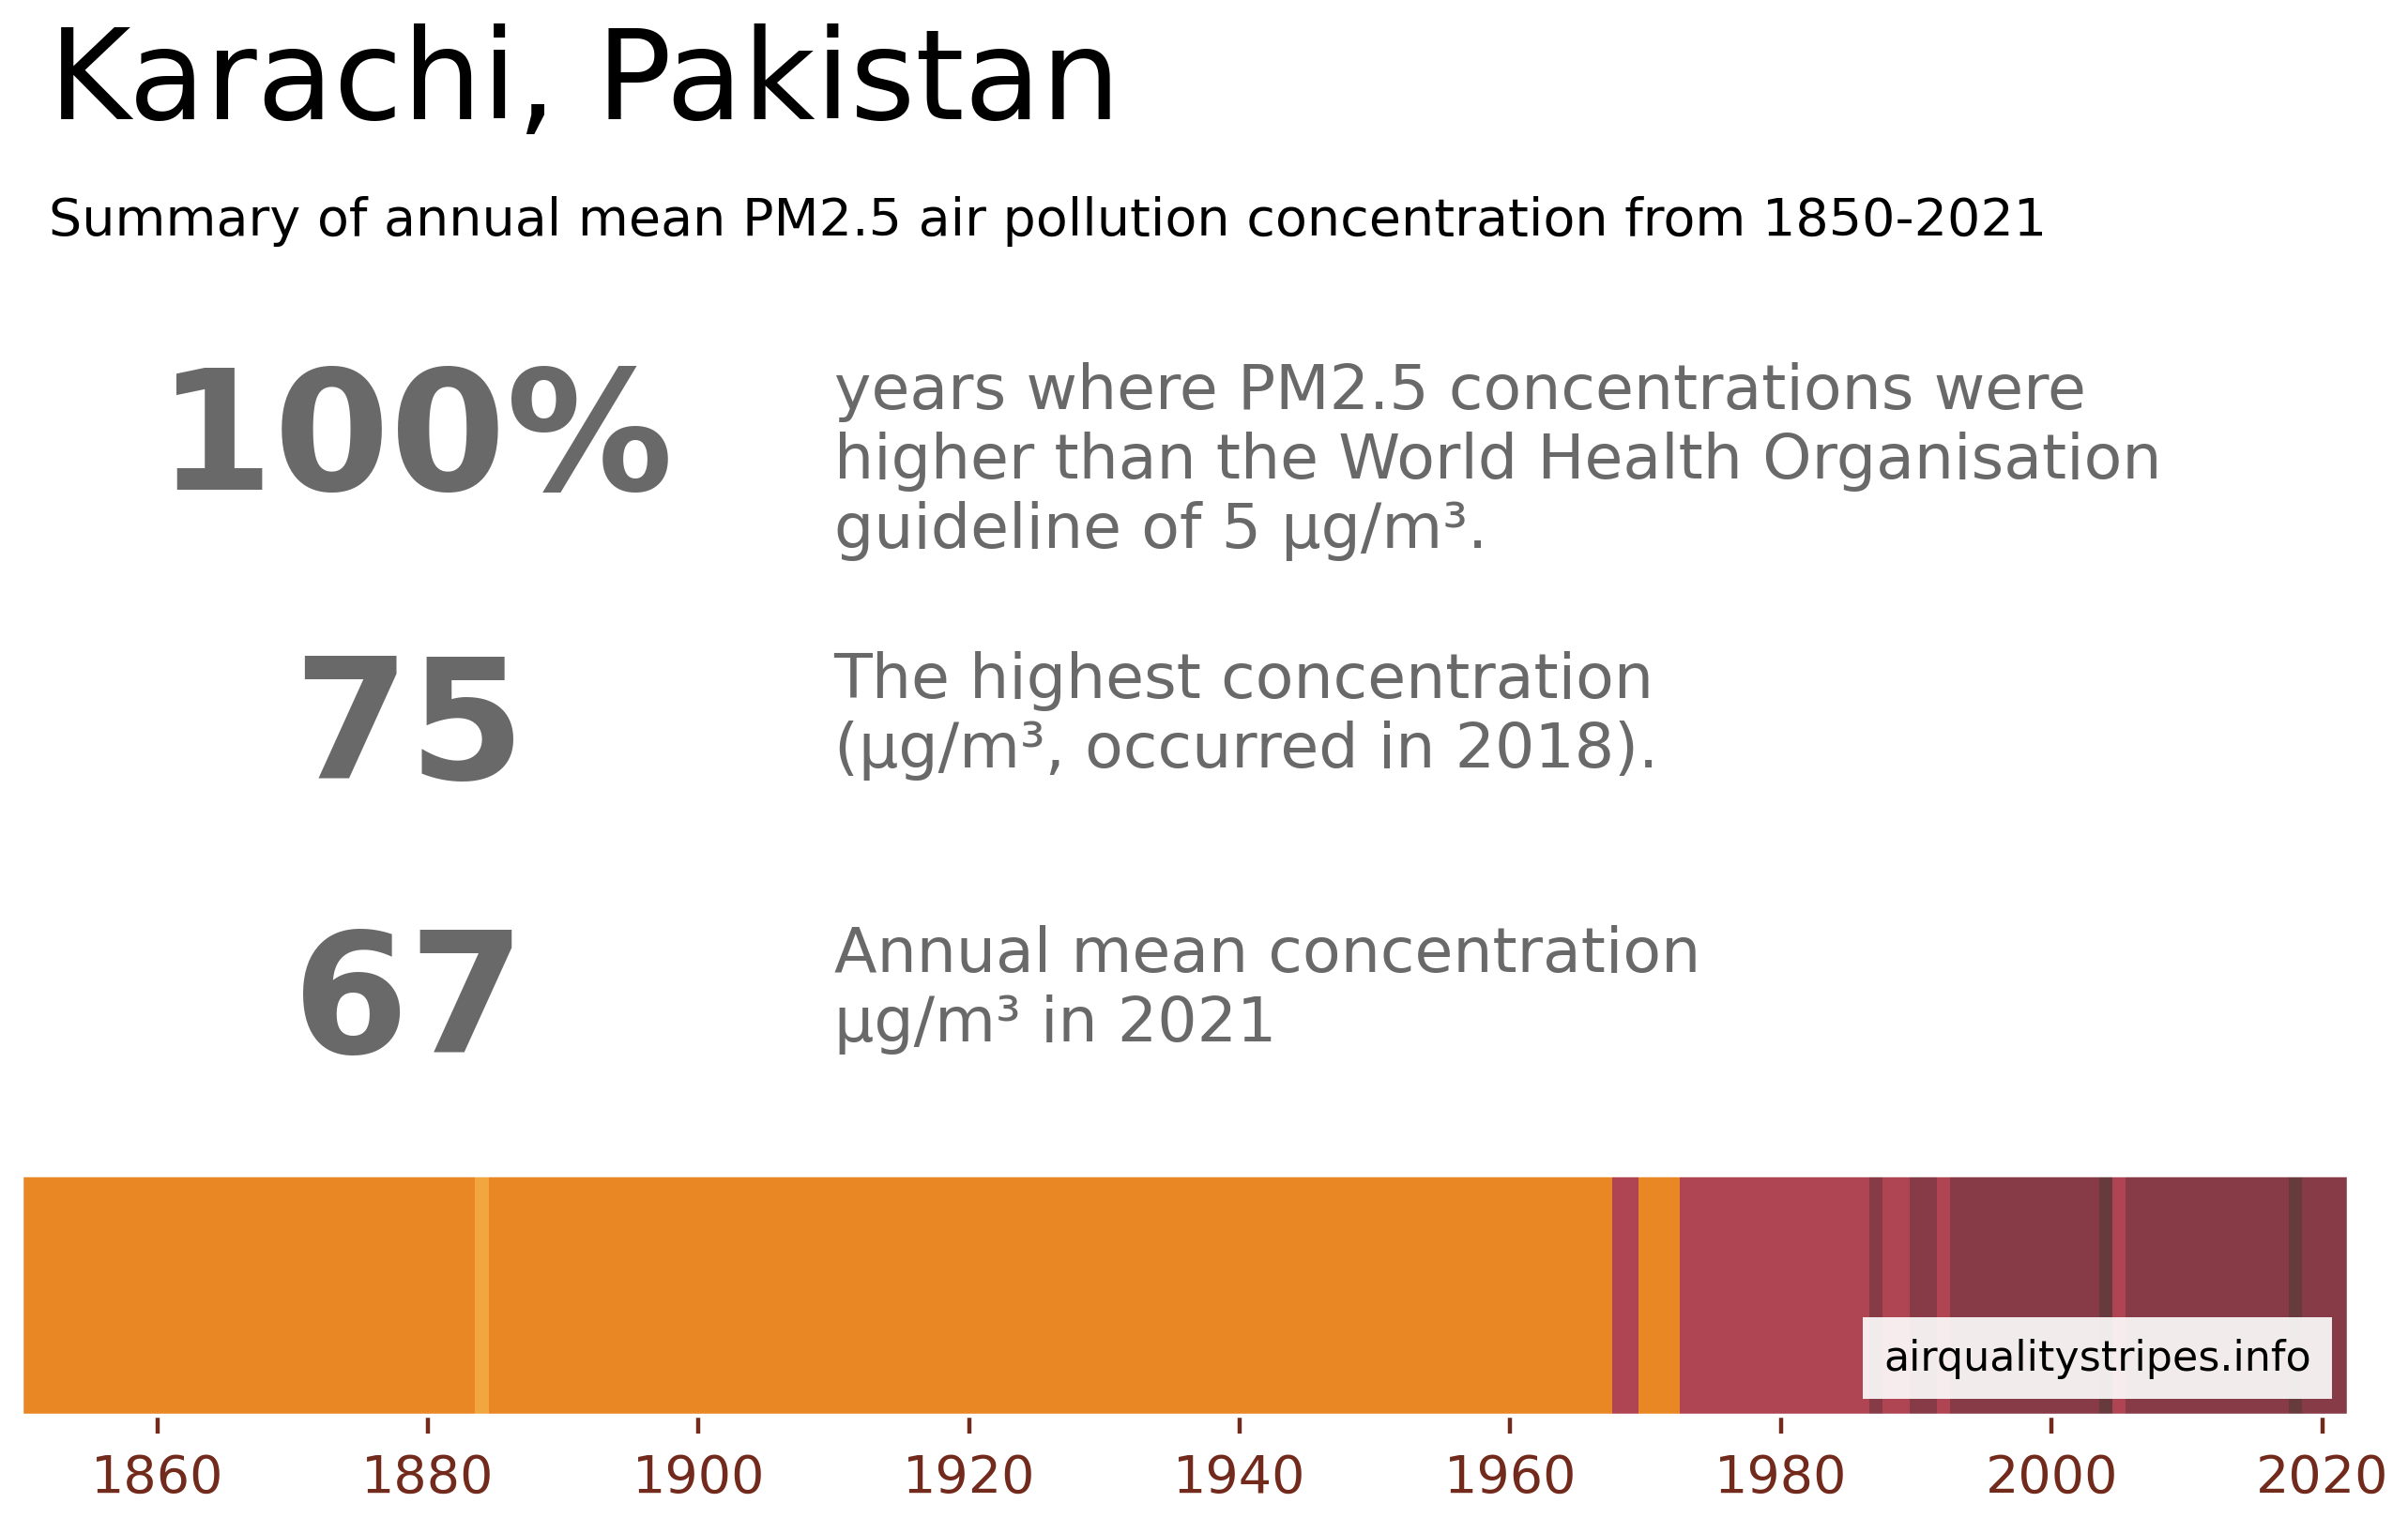 Karachi, Pakistan
Summary of annual mean PM2.5 air pollution concentration from 1850-2021
100%
years where PM2.5 concentrations were
higher than the World Health Organisation
guideline of 5 µg/m³.
75
The highest concentration
(µg/m³, occurred in 2018).
67
Annual mean concentration
µg/m³ in 2021
airqualitystripes.info
1860 1880 1900 1920 1940 1960 1980 2000 2020